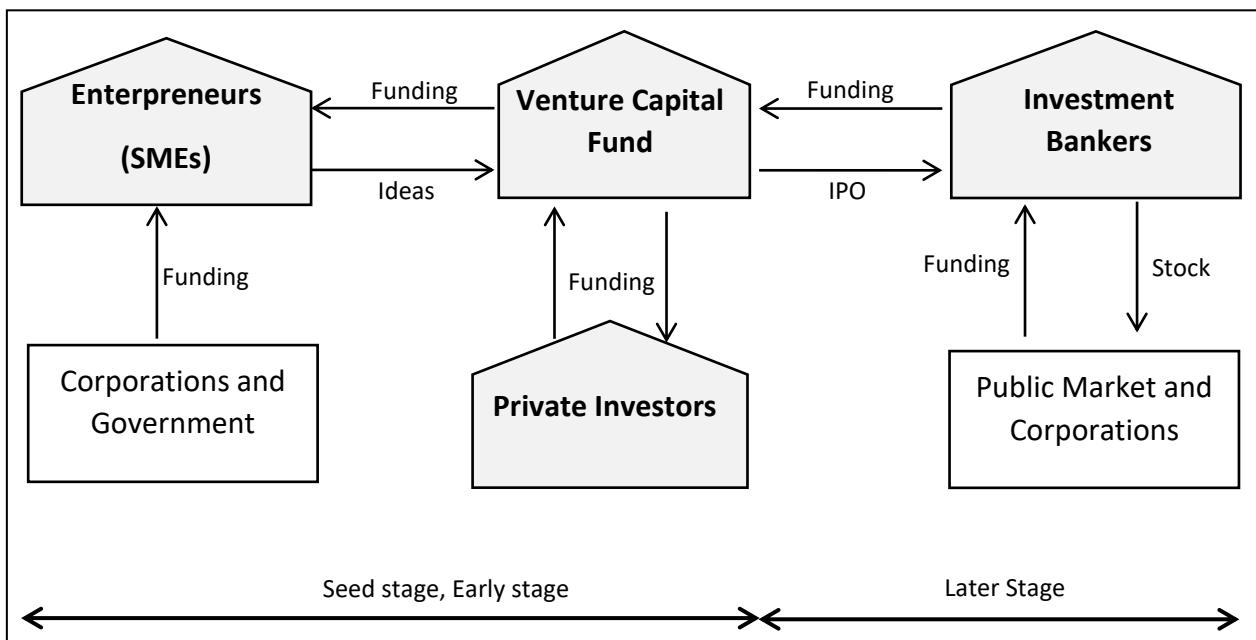 Enterpreneurs
(SMEs)
Funding
Ideas
Venture Capital
Fund
Funding
IPO
Investment
Bankers
Funding
Funding
Funding
Stock
Corporations and
Government
Private Investors
Public Market and
Corporations
Seed stage, Early stage
Later Stage